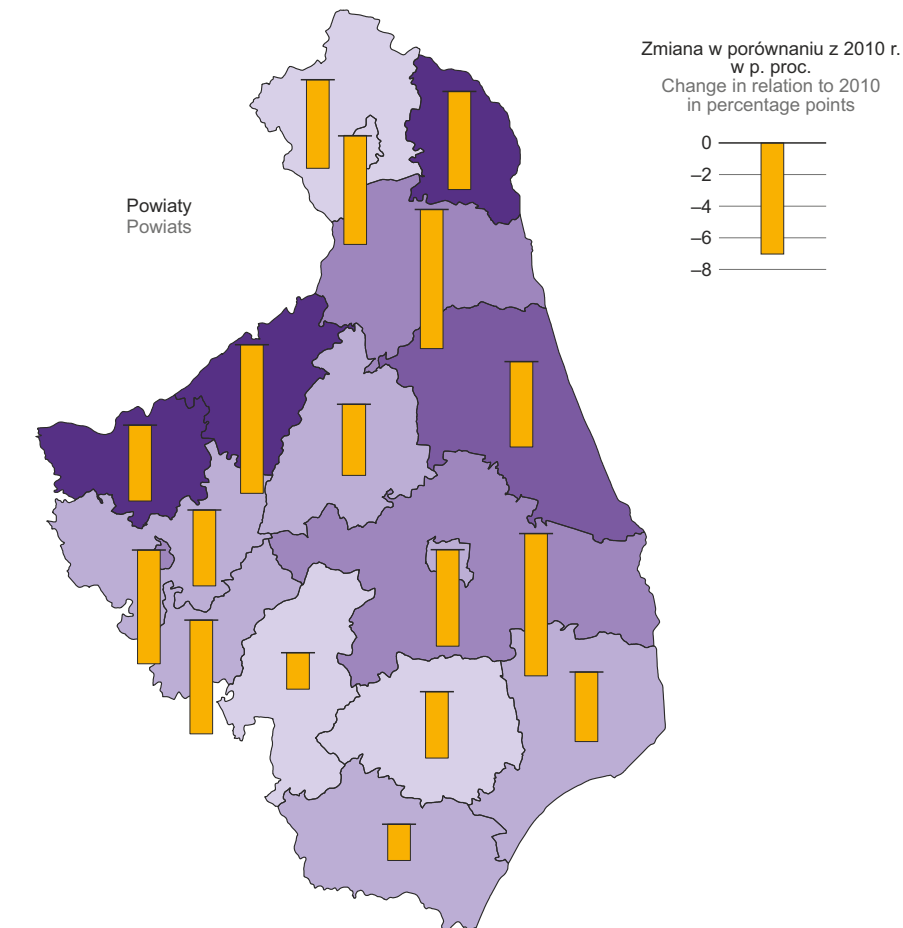 Zmiana w porównaniu z 2010 r.
w p. proc.
Change in relation to 2010
in percentage points
0
–2
–4
–6
–8
Powiaty
Powiats